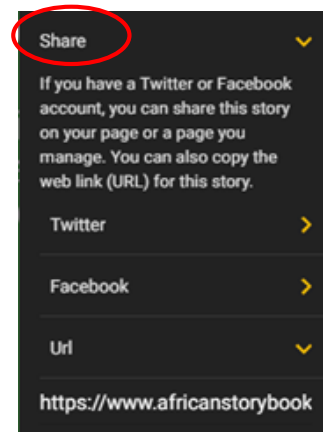 Share
If you have a Twitter or Facebook
account, you can share this story
on your page or a page you
manage. You can also copy the
web link (URL) for this story.
Twitter
Facebook
Url
https://www.africanstorybook